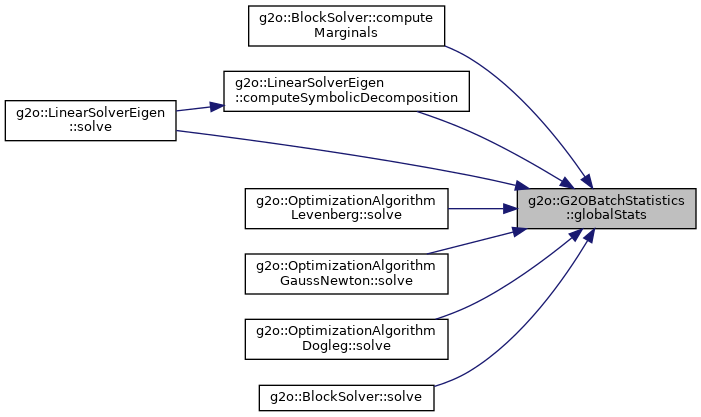 g2o::BlockSolver::compute
Marginals
g2o::LinearSolverEigen
::computeSymbolicDecomposition
g2o::LinearSolverEigen
::solve
g2o::OptimizationAlgorithm
Levenberg::solve
g2o::G2OBatchStatistics
::globalStats
g2o::OptimizationAlgorithm
GaussNewton::solve
g2o::OptimizationAlgorithm
Dogleg::solve
g2o::BlockSolver::solve